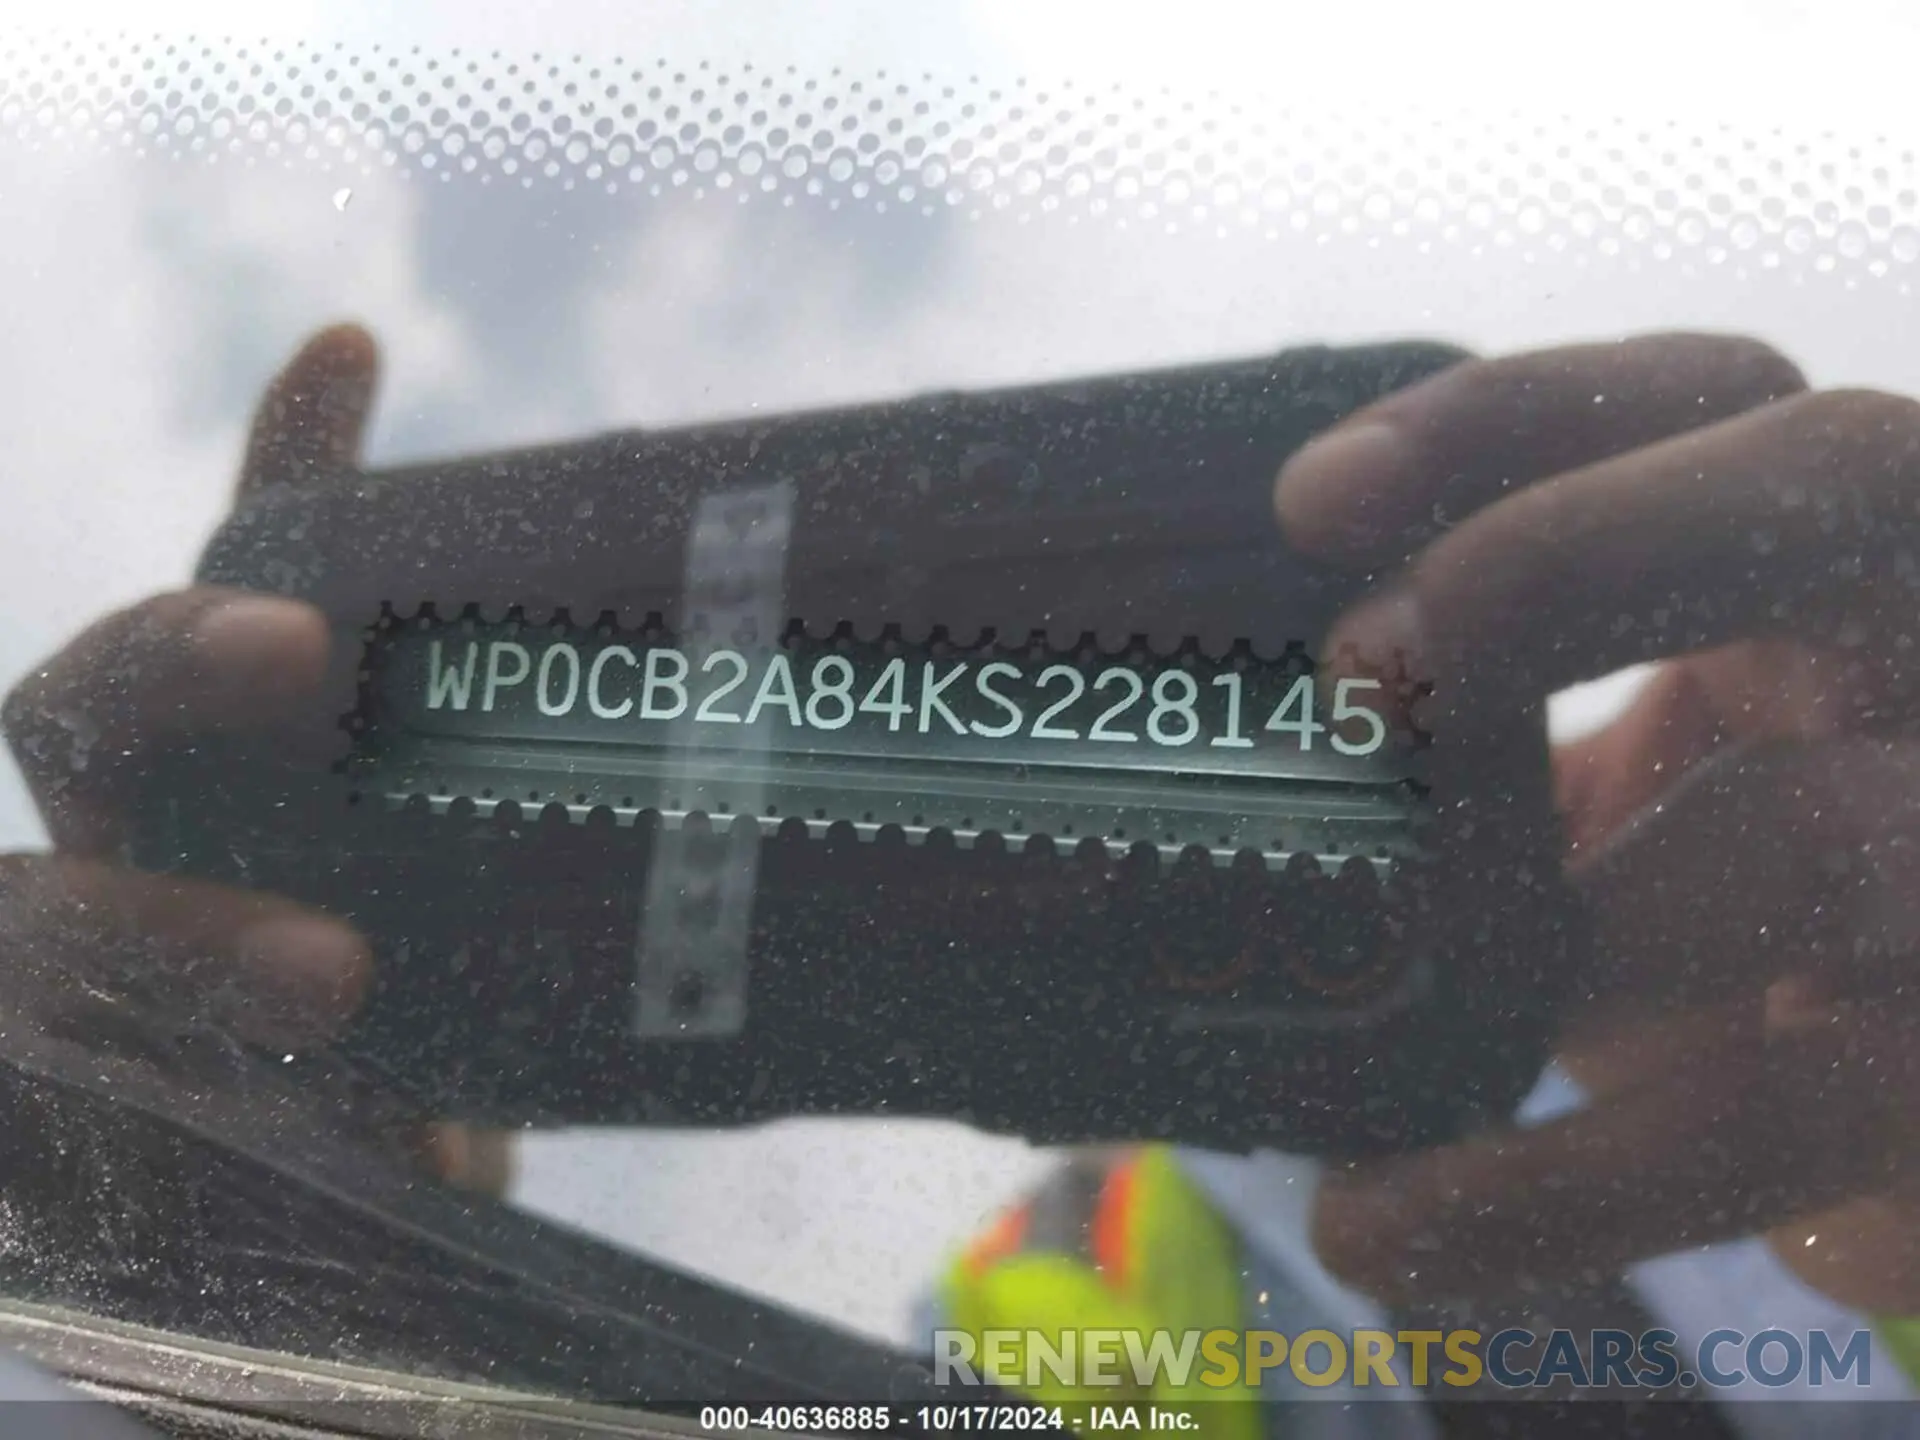 WP0CB2A84KS228145
RENEWSPORTSCARS.COM
000-40636885 - 10/17/2024 - IAA Inc.